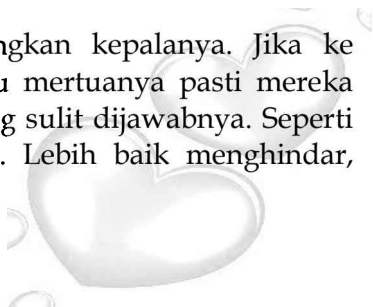 ngkan kepalanya. Jika ke
u mertuanya pasti mereka
g sulit dijawabnya. Seperti
. Lebih baik menghindar,